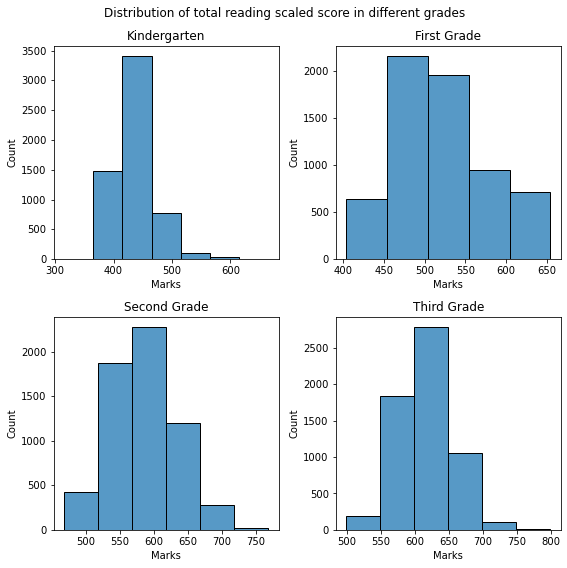 Distribution of total reading scaled score in different grades
Kindergarten
3500
3000
2500
2000
1500
1000
500
0
Count
300 400 500 600
Marks
First Grade
2000
1500
1000
500
0
Count
400 450 500 550 600 650
Marks
Second Grade
2000
1500
1000
500
0
Count
500 550 600 650 700 750
Marks
Third Grade
2500
2000
1500
1000
500
0
Count
500 550 600 650 700 750 800
Marks